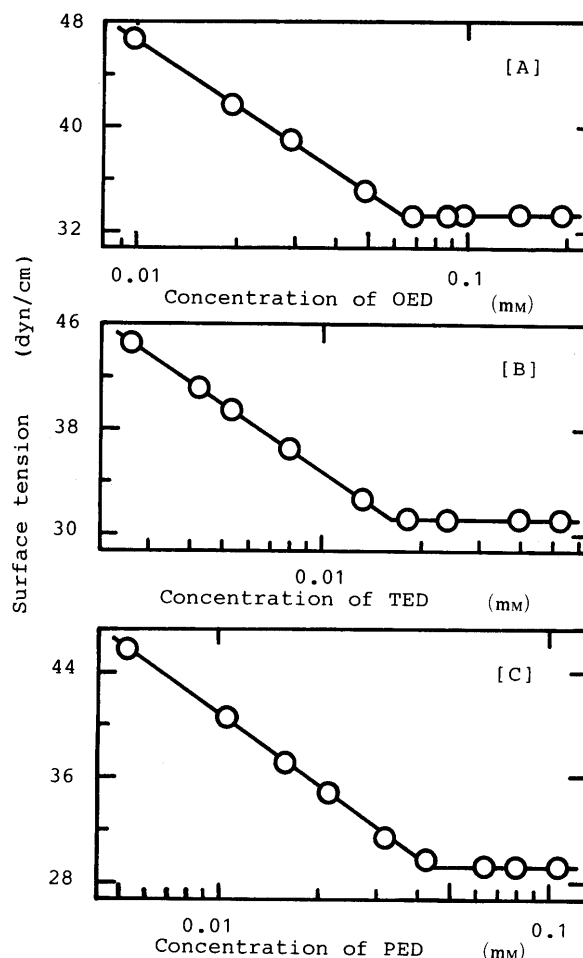 Surface tension (dyn/cm)
48
40
32
[A]
0.01
0.1
Concentration of OED (mM)
46
38
30
[B]
0.01
Concentration of TED (mM)
44
36
28
[C]
0.01
0.1
Concentration of PED (mM)